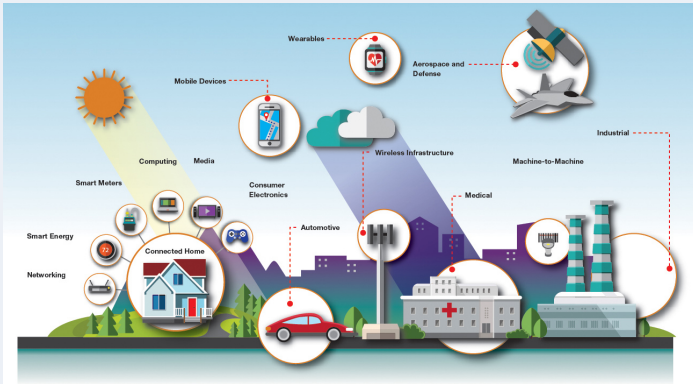 Wearables
Aerospace and
Defense
Mobile Devices
Industrial
Wireless Infrastructure
Computing
Media
Machine-to-Machine
Smart Meters
Consumer
Electronics
Medical
Automotive
Smart Energy
Connected Home
72
Networking